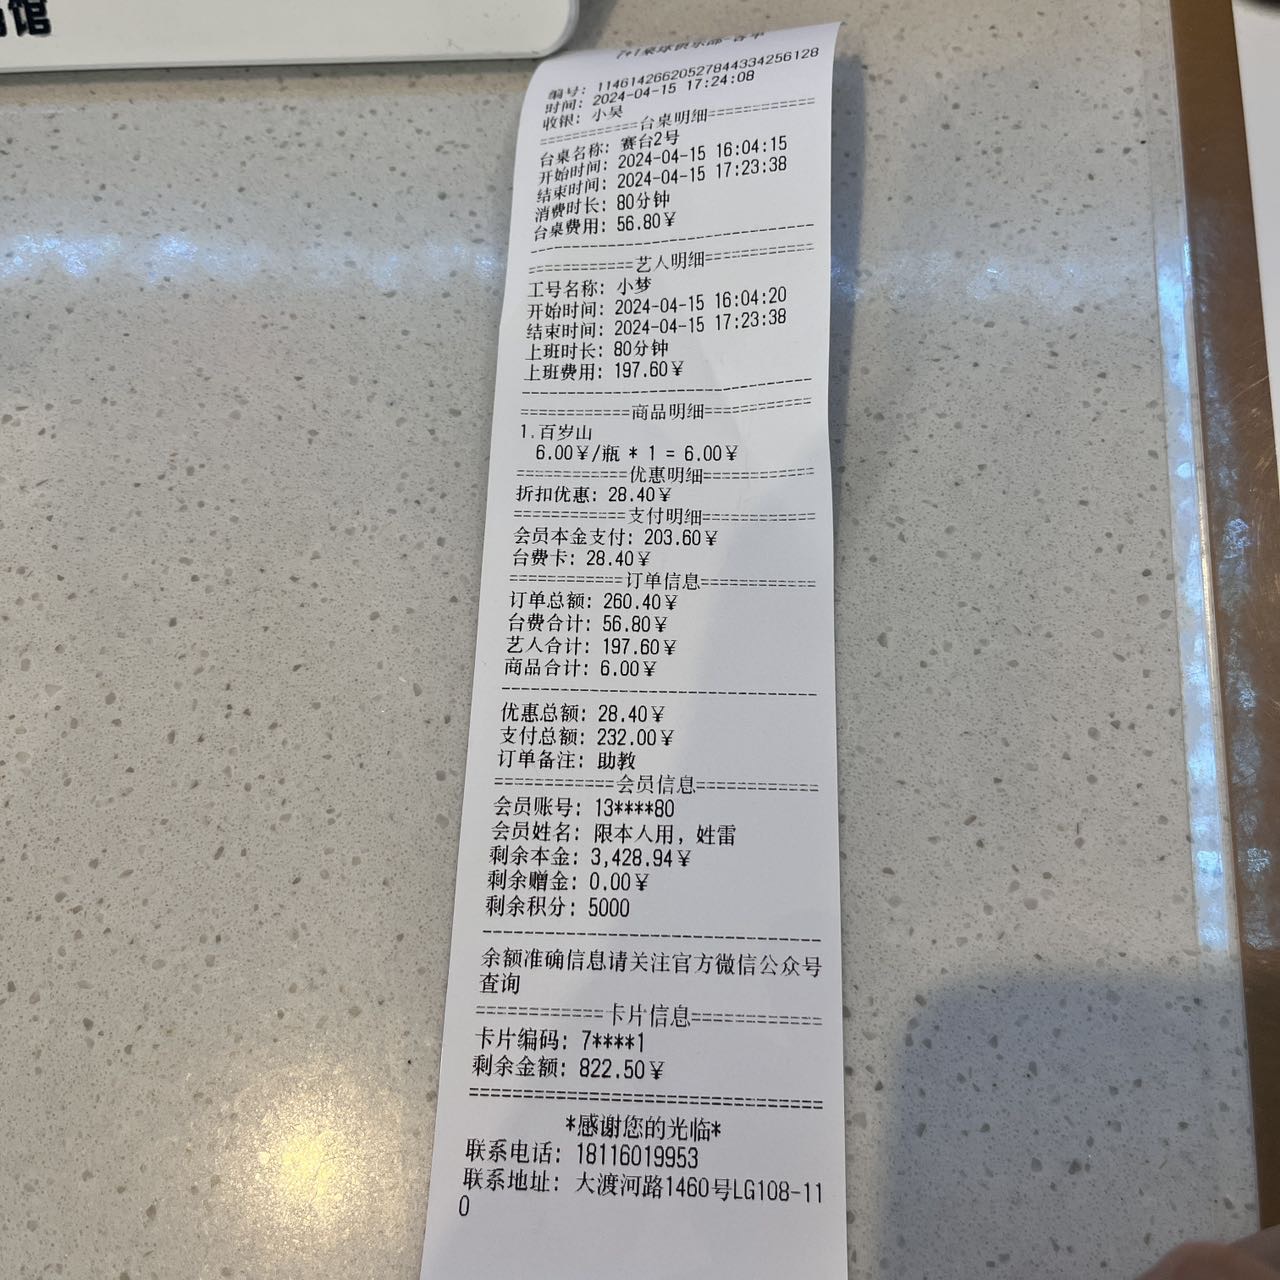 馆
7+1桌球俱乐部-客单
编号: 1146142662052784433425612​8
时间: 2024-04-15 17:24:08
收银: 小吴
============台桌明细============
台桌名称: 赛台2号
开始时间: 2024-04-15 16:04:15
结束时间: 2024-04-15 17:23:38
消费时长: 80分钟
台桌费用: 56.80¥
--------------------------------
============艺人明细============
工号名称: 小梦
开始时间: 2024-04-15 16:04:20
结束时间: 2024-04-15 17:23:38
上班时长: 80分钟
上班费用: 197.60¥
--------------------------------
============商品明细============
1.百岁山
6.00¥/瓶 * 1 = 6.00¥
============优惠明细============
折扣优惠: 28.40¥
============支付明细============
会员本金支付: 203.60¥
台费卡: 28.40¥
============订单信息============
订单总额: 260.40¥
台费合计: 56.80¥
艺人合计: 197.60¥
商品合计: 6.00¥
--------------------------------
优惠总额: 28.40¥
支付总额: 232.00¥
订单备注: 助教
============会员信息============
会员账号: 13****80
会员姓名: 限本人用, 姓雷
剩余本金: 3,428.94¥
剩余赠金: 0.00¥
剩余积分: 5000
--------------------------------
余额准确信息请关注官方微信公众号
查询
============卡片信息============
卡片编码: 7****1
剩余金额: 822.50¥
================================
*感谢您的光临*
联系电话: 18116019953
联系地址: 大渡河路1460号LG108-11
0